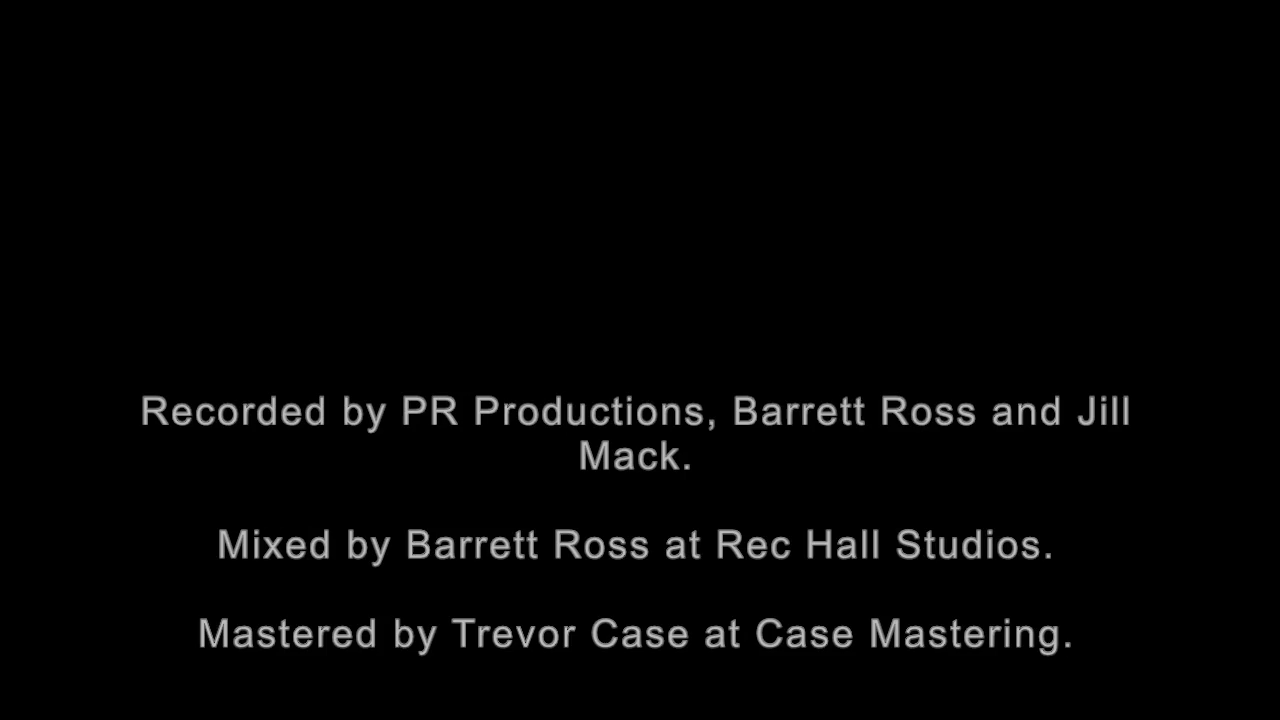 Recorded by PR Productions, Barrett Ross and Jill
Mack.
Mixed by Barrett Ross at Rec Hall Studios.
Mastered by Trevor Case at Case Mastering.